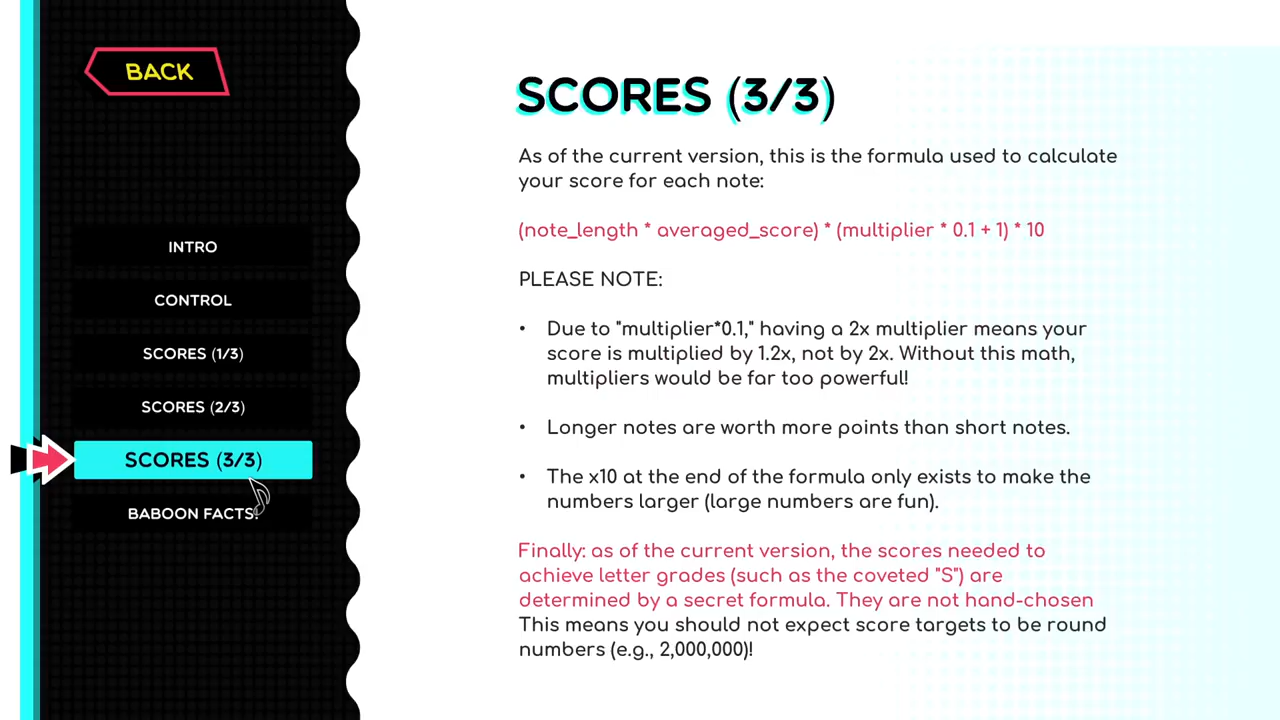 BACK
INTRO
CONTROL
SCORES (1/3)
SCORES (2/3)
SCORES (3/3)
BABOON FACTS!
SCORES (3/3)
As of the current version, this is the formula used to calculate
your score for each note:
(note_length * averaged_score) * (multiplier * 0.1 + 1) * 10
PLEASE NOTE:
• Due to "multiplier*0.1," having a 2x multiplier means your
score is multiplied by 1.2x, not by 2x. Without this math,
multipliers would be far too powerful!
• Longer notes are worth more points than short notes.
• The x10 at the end of the formula only exists to make the
numbers larger (large numbers are fun).
Finally: as of the current version, the scores needed to
achieve letter grades (such as the coveted "S") are
determined by a secret formula. They are not hand-chosen
This means you should not expect score targets to be round
numbers (e.g., 2,000,000)!